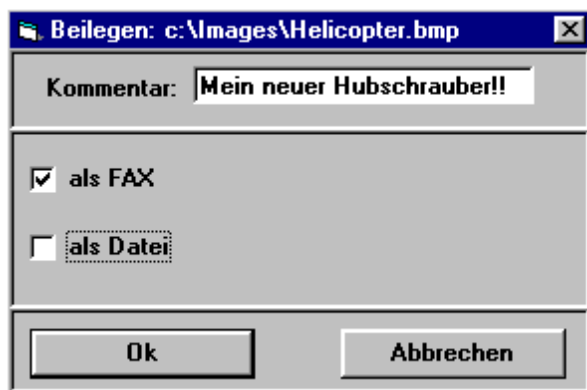 Beilegen: c:\Images\Helicopter.bmp
Kommentar: Mein neuer Hubschrauber!!
als FAX
als Datei
Ok Abbrechen